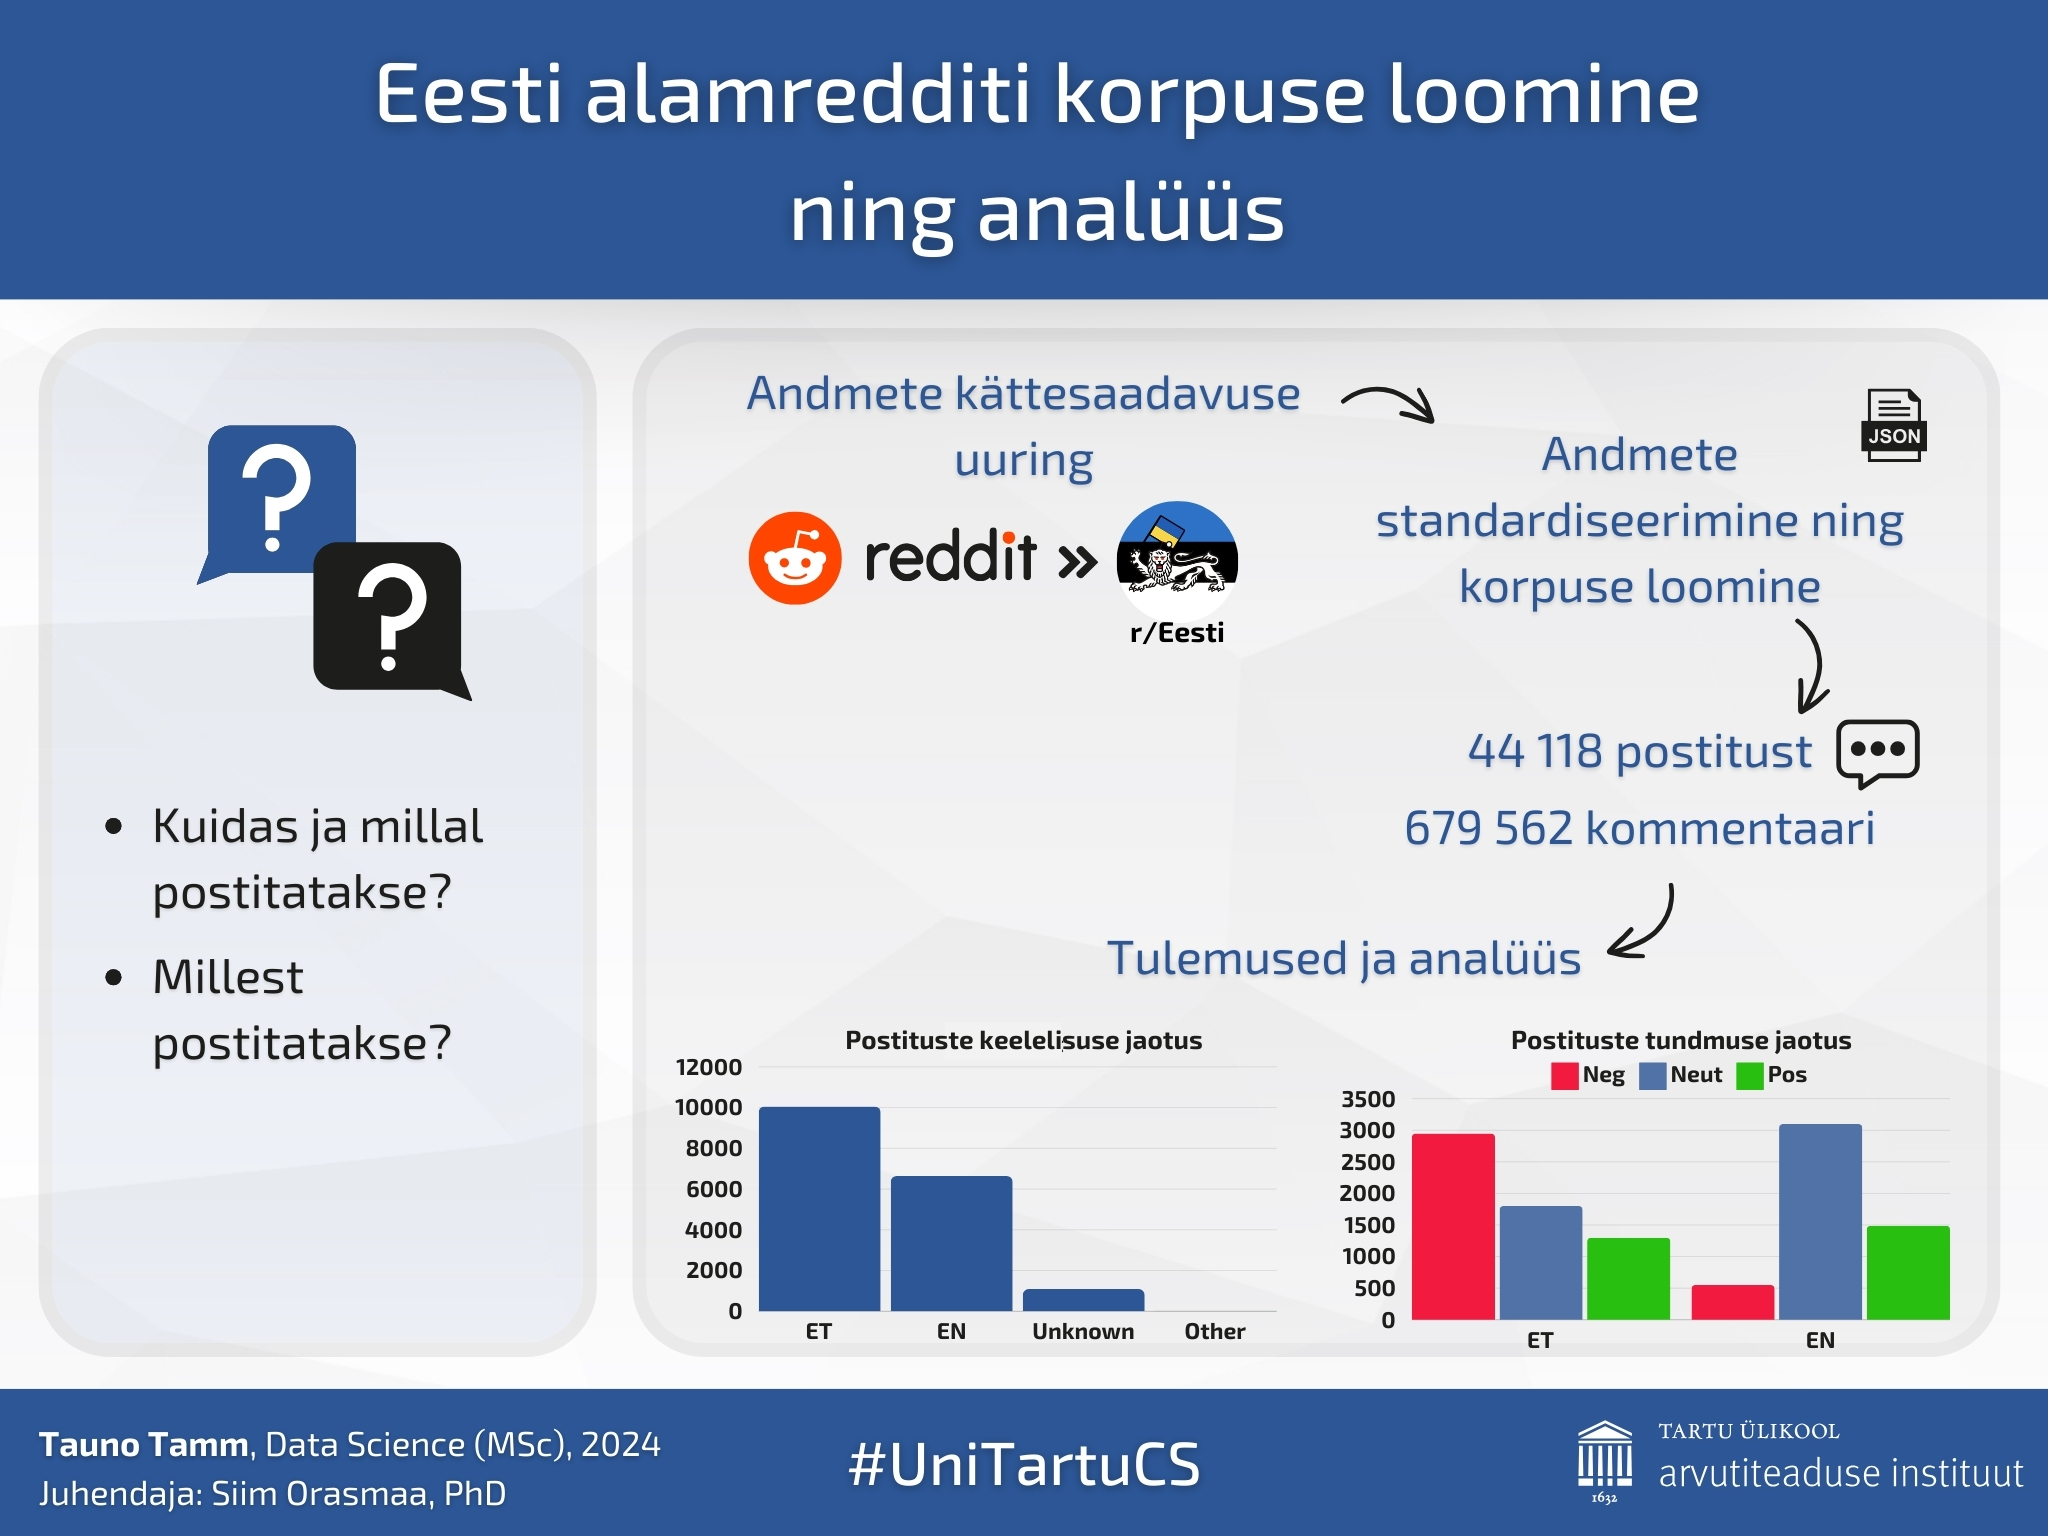 Eesti alamredditi korpuse loomine
ning analüüs
Kuidas ja millal
postitatakse?
Millest
postitatakse?
Andmete kättesaadavuse
uuring
reddit
r/Eesti
JSON
Andmete
standardiseerimine ning
korpuse loomine
44 118 postitust
679 562 kommentaari
Tulemused ja analüüs
Postituste keelelisuse jaotus
12000
10000
8000
6000
4000
2000
0
ET EN Unknown Other
Postituste tundmuse jaotus
Neg Neut Pos
3500
3000
2500
2000
1500
1000
500
0
ET EN
Tauno Tamm, Data Science (MSc), 2024
Juhendaja: Siim Orasmaa, PhD
#UniTartuCS
TARTU ÜLIKOOL
arvutiteaduse instituut
1632